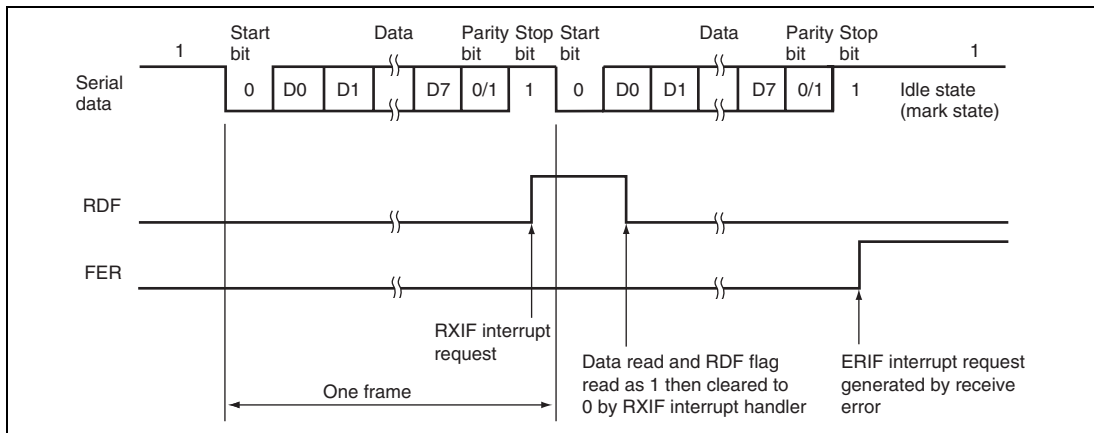 1
Start bit
Data
Parity bit
Stop bit
Start bit
Data
Parity bit
Stop bit
1
Serial data
0
D0
D1
D7
0/1
1
0
D0
D1
D7
0/1
1
Idle state
(mark state)
RDF
FER
RXIF interrupt
request
Data read and RDF flag
read as 1 then cleared to
0 by RXIF interrupt handler
ERIF interrupt request
generated by receive
error
One frame